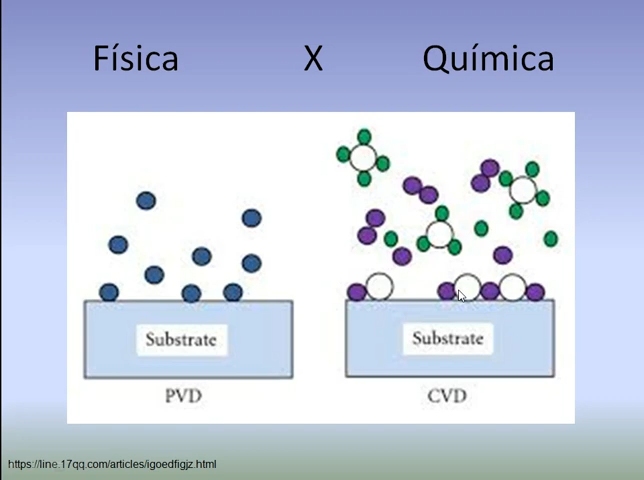 Física X Química
Substrate Substrate
PVD CVD
https://line.17qq.com/articles/igoedfigjz.html